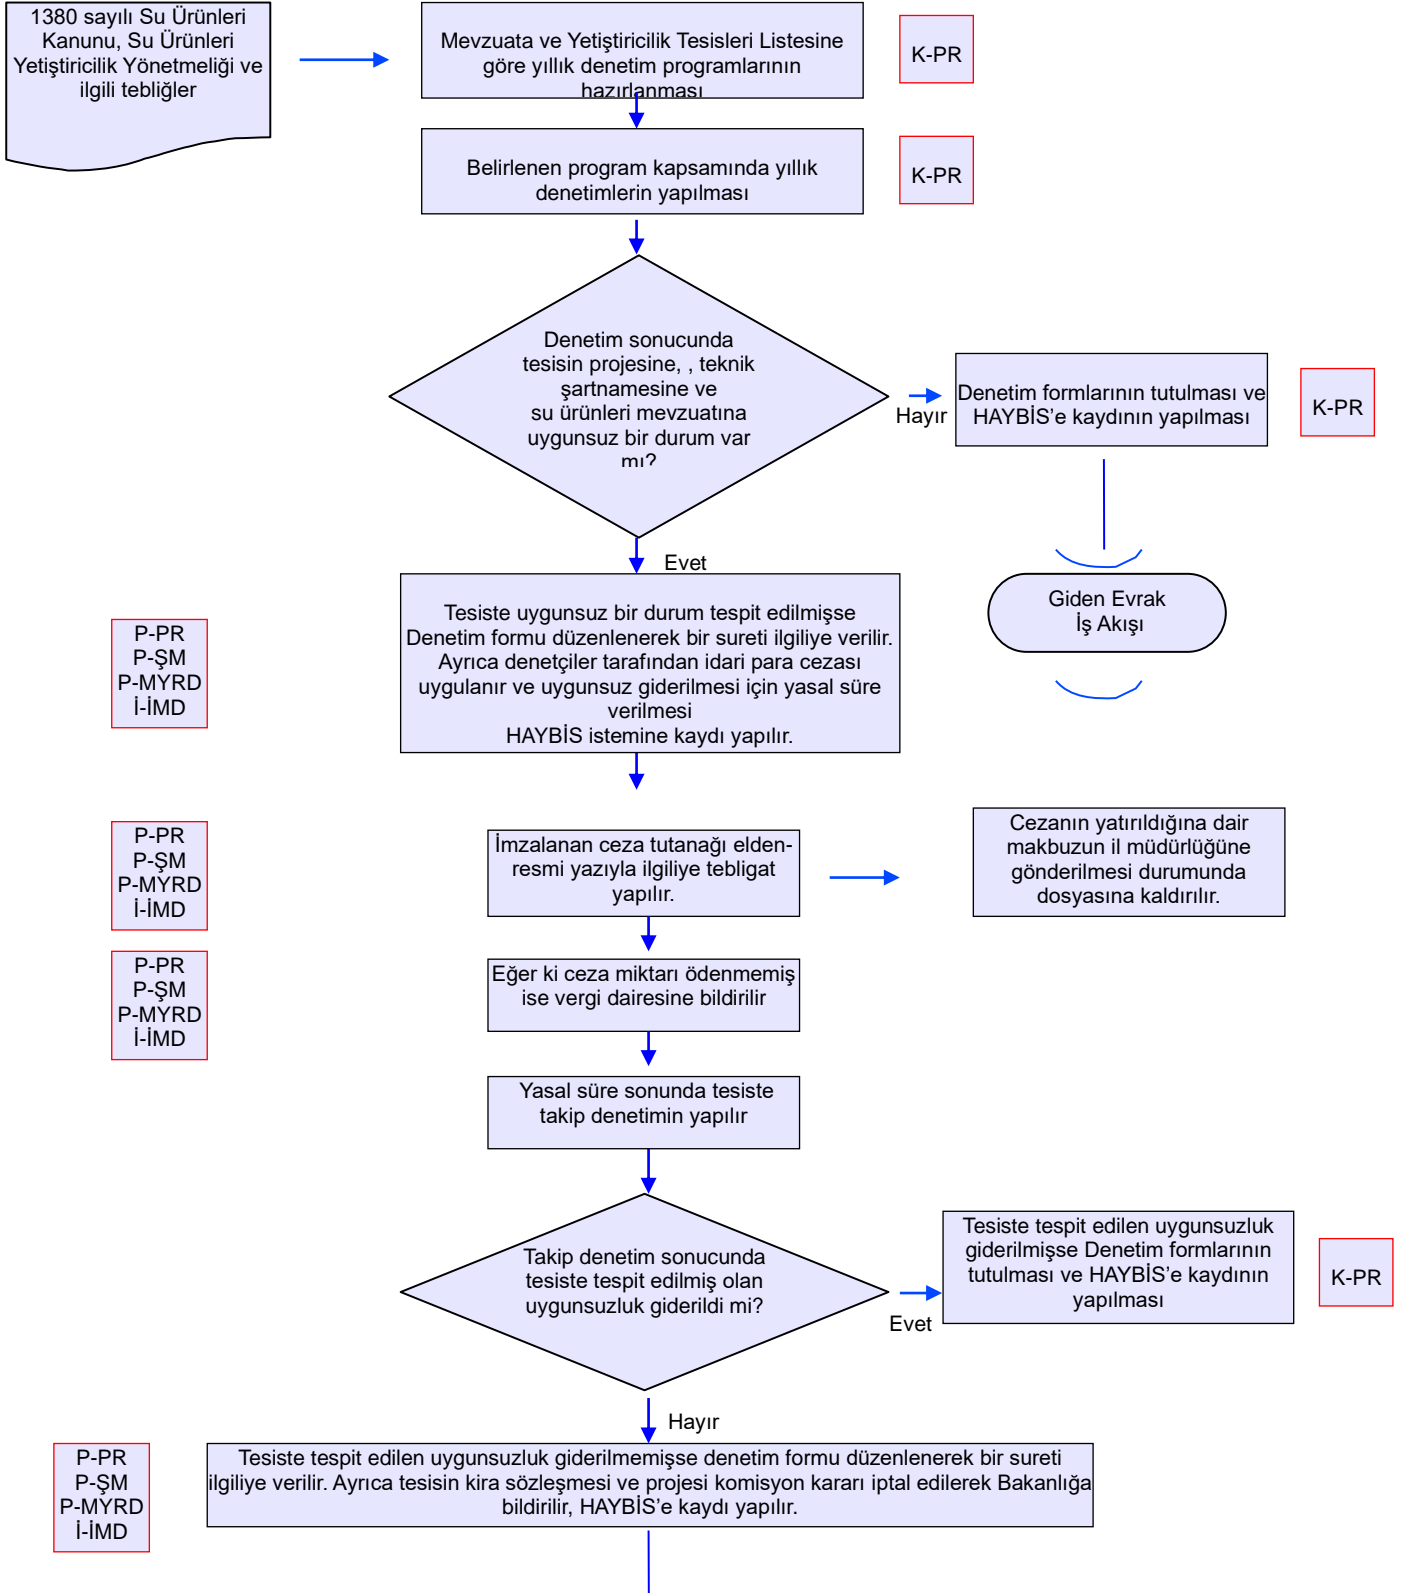 1380 sayılı Su Ürünleri
Kanunu, Su Ürünleri
Yetiştiricilik Yönetmeliği ve
ilgili tebliğler
Mevzuata ve Yetiştiricilik Tesisleri Listesine
göre yıllık denetim programlarının
hazırlanması
K-PR
Belirlenen program kapsamında yıllık
denetimlerin yapılması
K-PR
Denetim sonucunda
tesisin projesine, , teknik
şartnamesine ve
su ürünleri mevzuatına
uygunsuz bir durum var
mı?
Hayır
Denetim formlarının tutulması ve
HAYBİS’e kaydının yapılması
K-PR
Evet
Giden Evrak
İş Akışı
P-PR
P-ŞM
P-MYRD
İ-İMD
Tesiste uygunsuz bir durum tespit edilmişse
Denetim formu düzenlenerek bir sureti ilgiliye verilir.
Ayrıca denetçiler tarafından idari para cezası
uygulanır ve uygunsuz giderilmesi için yasal süre
verilmesi
HAYBİS istemine kaydı yapılır.
P-PR
P-ŞM
P-MYRD
İ-İMD
İmzalanan ceza tutanağı elden-
resmi yazıyla ilgiliye tebligat
yapılır.
Cezanın yatırıldığına dair
makbuzun il müdürlüğüne
gönderilmesi durumunda
dosyasına kaldırılır.
P-PR
P-ŞM
P-MYRD
İ-İMD
Eğer ki ceza miktarı ödenmemiş
ise vergi dairesine bildirilir
Yasal süre sonunda tesiste
takip denetimin yapılır
Takip denetim sonucunda
tesiste tespit edilmiş olan
uygunsuzluk giderildi mi?
Evet
Tesiste tespit edilen uygunsuzluk
giderilmişse Denetim formlarının
tutulması ve HAYBİS’e kaydının
yapılması
K-PR
Hayır
P-PR
P-ŞM
P-MYRD
İ-İMD
Tesiste tespit edilen uygunsuzluk giderilmemişse denetim formu düzenlenerek bir sureti
ilgiliye verilir. Ayrıca tesisin kira sözleşmesi ve projesi komisyon kararı iptal edilerek Bakanlığa
bildirilir, HAYBİS’e kaydı yapılır.